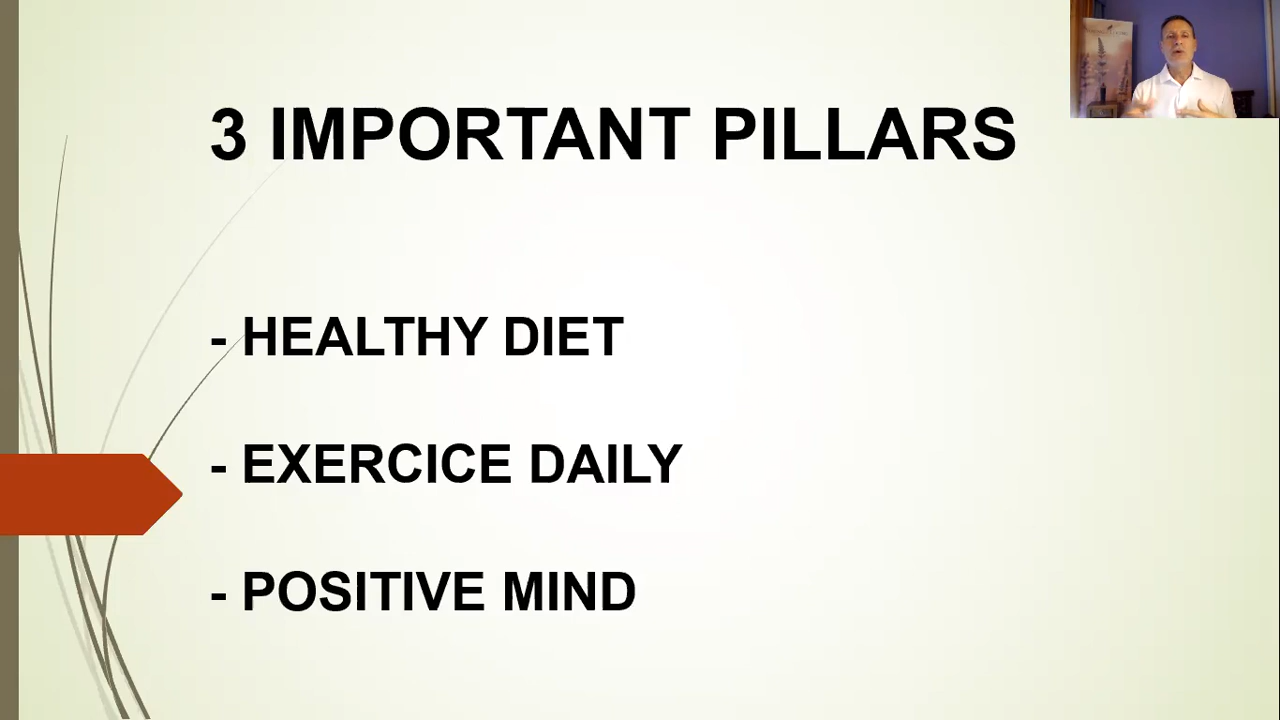 3 IMPORTANT PILLARS
- HEALTHY DIET
- EXERCICE DAILY
- POSITIVE MIND